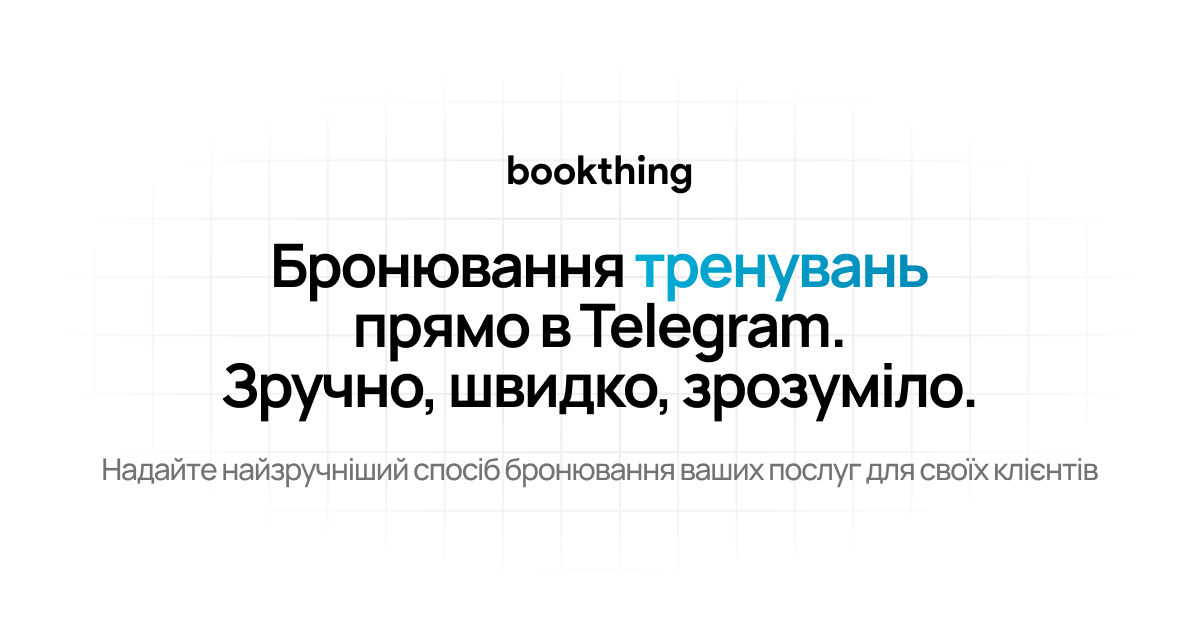 bookthing
Бронювання тренувань
прямо в Telegram.
Зручно, швидко, зрозуміло.
Надайте найзручніший спосіб бронювання ваших послуг для своїх клієнтів